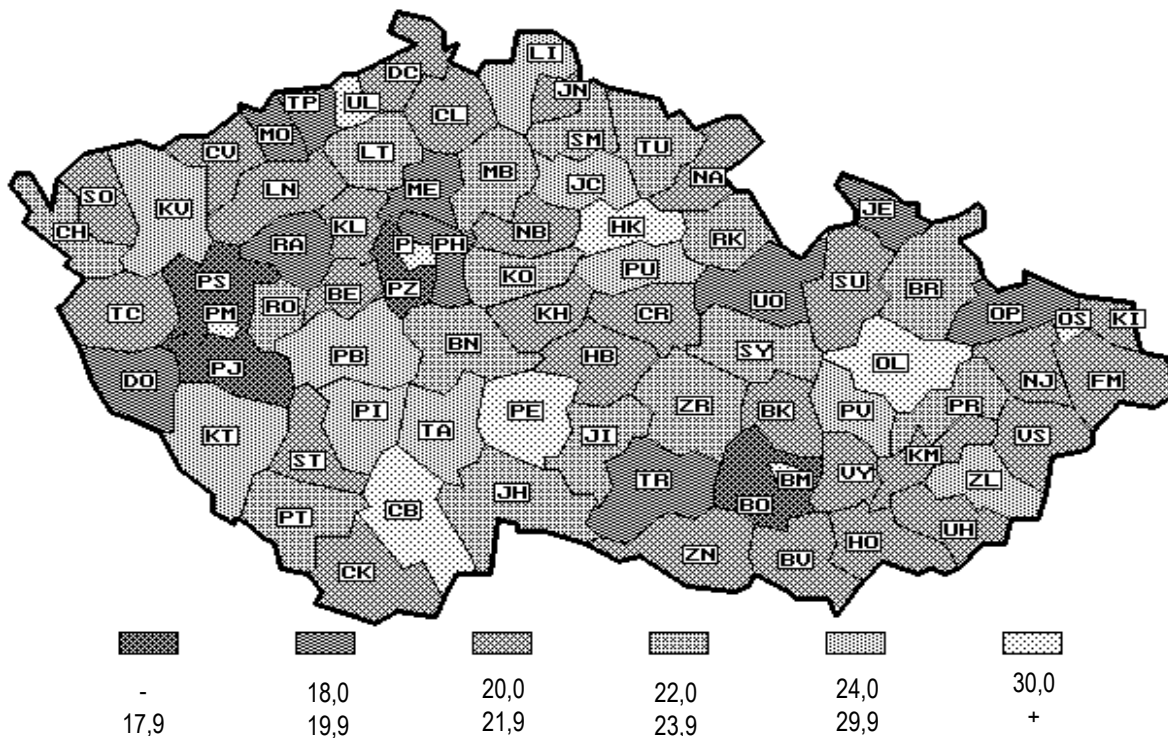 LI
DC
JN
TP
UL
CL
MO
SM
TU
CV
LT
MB
NA
SO
LN
ME
JC
KV
KL
NB
HK
JE
CH
RA
P
PH
RK
PS
PZ
KO
PU
SU
BR
TC
PM
RO
BE
KH
CR
UO
OP
OS
KI
PB
BN
HB
SY
OL
DO
PJ
NJ
FM
KT
PI
TA
PE
JI
ZR
BK
PV
PR
VS
ST
KM
TR
BM
VY
ZL
PT
CB
JH
BO
UH
CK
ZN
BV
HO
- 18,0 20,0 22,0 24,0 30,0
17,9 19,9 21,9 23,9 29,9 +